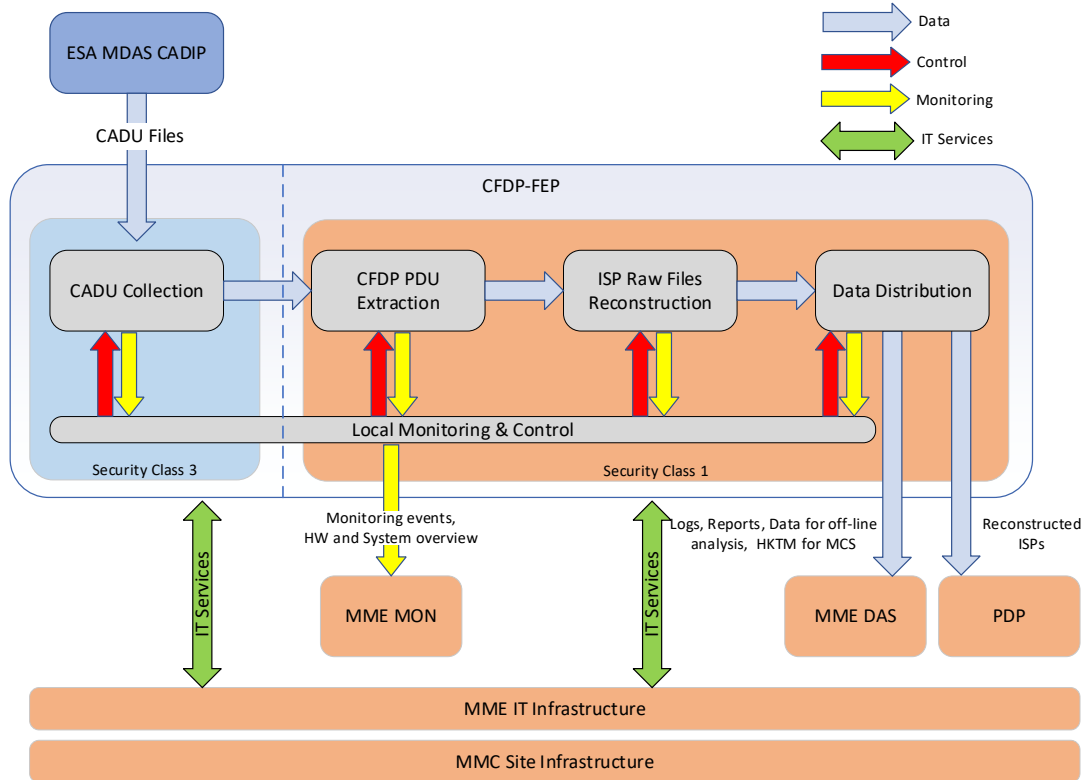 ESA MDAS CADIP
Data
Control
Monitoring
IT Services
CADU Files
CFDP-FEP
CADU Collection
CFDP PDU
Extraction
ISP Raw Files
Reconstruction
Data Distribution
Local Monitoring & Control
Security Class 3
Security Class 1
Monitoring events,
HW and System overview
Logs, Reports, Data for off-line
analysis, HKTM for MCS
Reconstructed
ISPs
IT Services
IT Services
MME MON
MME DAS
PDP
MME IT Infrastructure
MMC Site Infrastructure